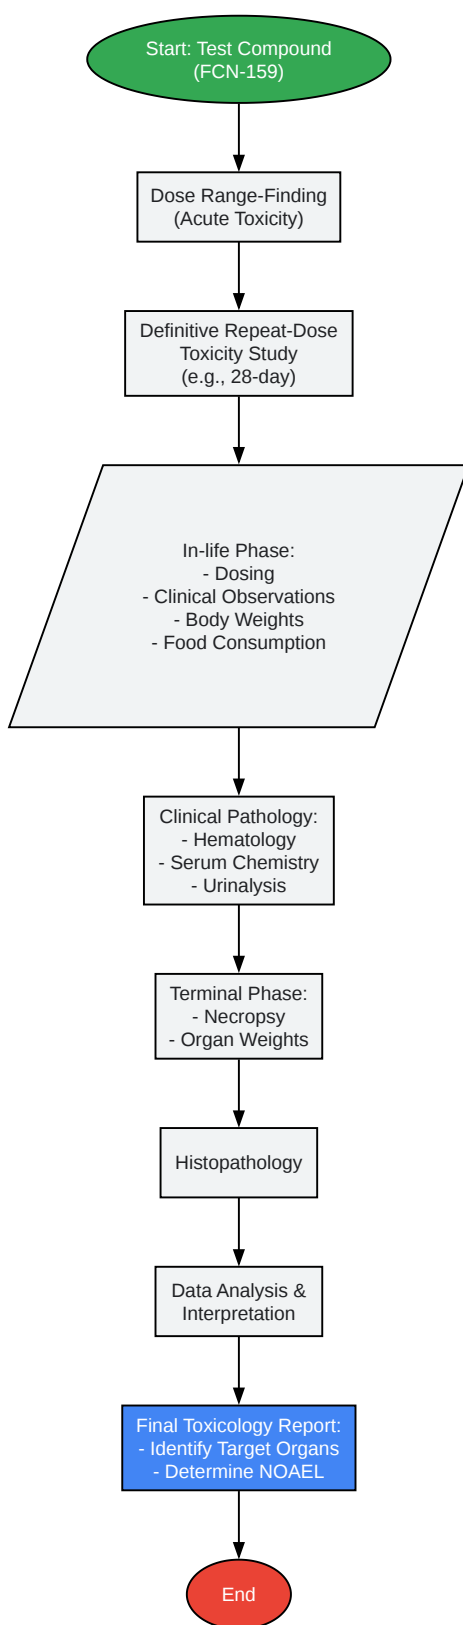 Start: Test Compound
(FCN-159)
Dose Range-Finding
(Acute Toxicity)
Definitive Repeat-Dose
Toxicity Study
(e.g., 28-day)
In-life Phase:
- Dosing
- Clinical Observations
- Body Weights
- Food Consumption
Clinical Pathology:
- Hematology
- Serum Chemistry
- Urinalysis
Terminal Phase:
- Necropsy
- Organ Weights
Histopathology
Data Analysis &
Interpretation
Final Toxicology Report:
- Identify Target Organs
- Determine NOAEL
End